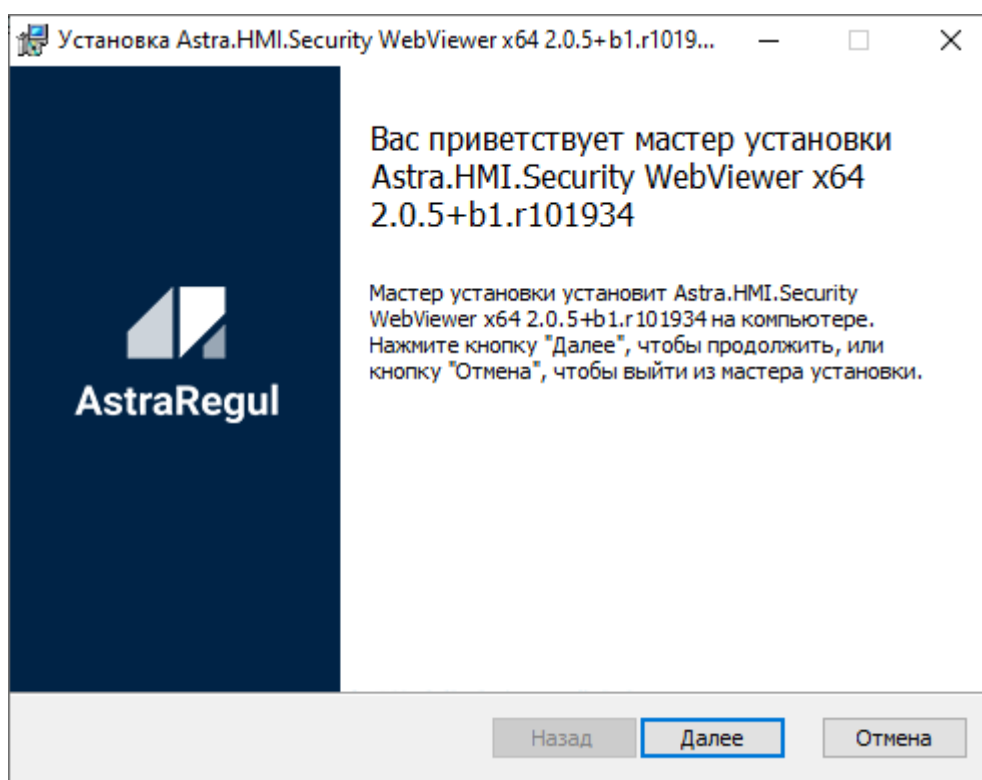 Установка Astra.HMI.Security WebViewer x64 2.0.5+b1.r1019...
Вас приветствует мастер установки
Astra.HMI.Security WebViewer x64
2.0.5+b1.r101934
Мастер установки установит Astra.HMI.Security
WebViewer x64 2.0.5+b1.r101934 на компьютере.
Нажмите кнопку "Далее", чтобы продолжить, или
кнопку "Отмена", чтобы выйти из мастера установки.
AstraRegul
Назад
Далее
Отмена